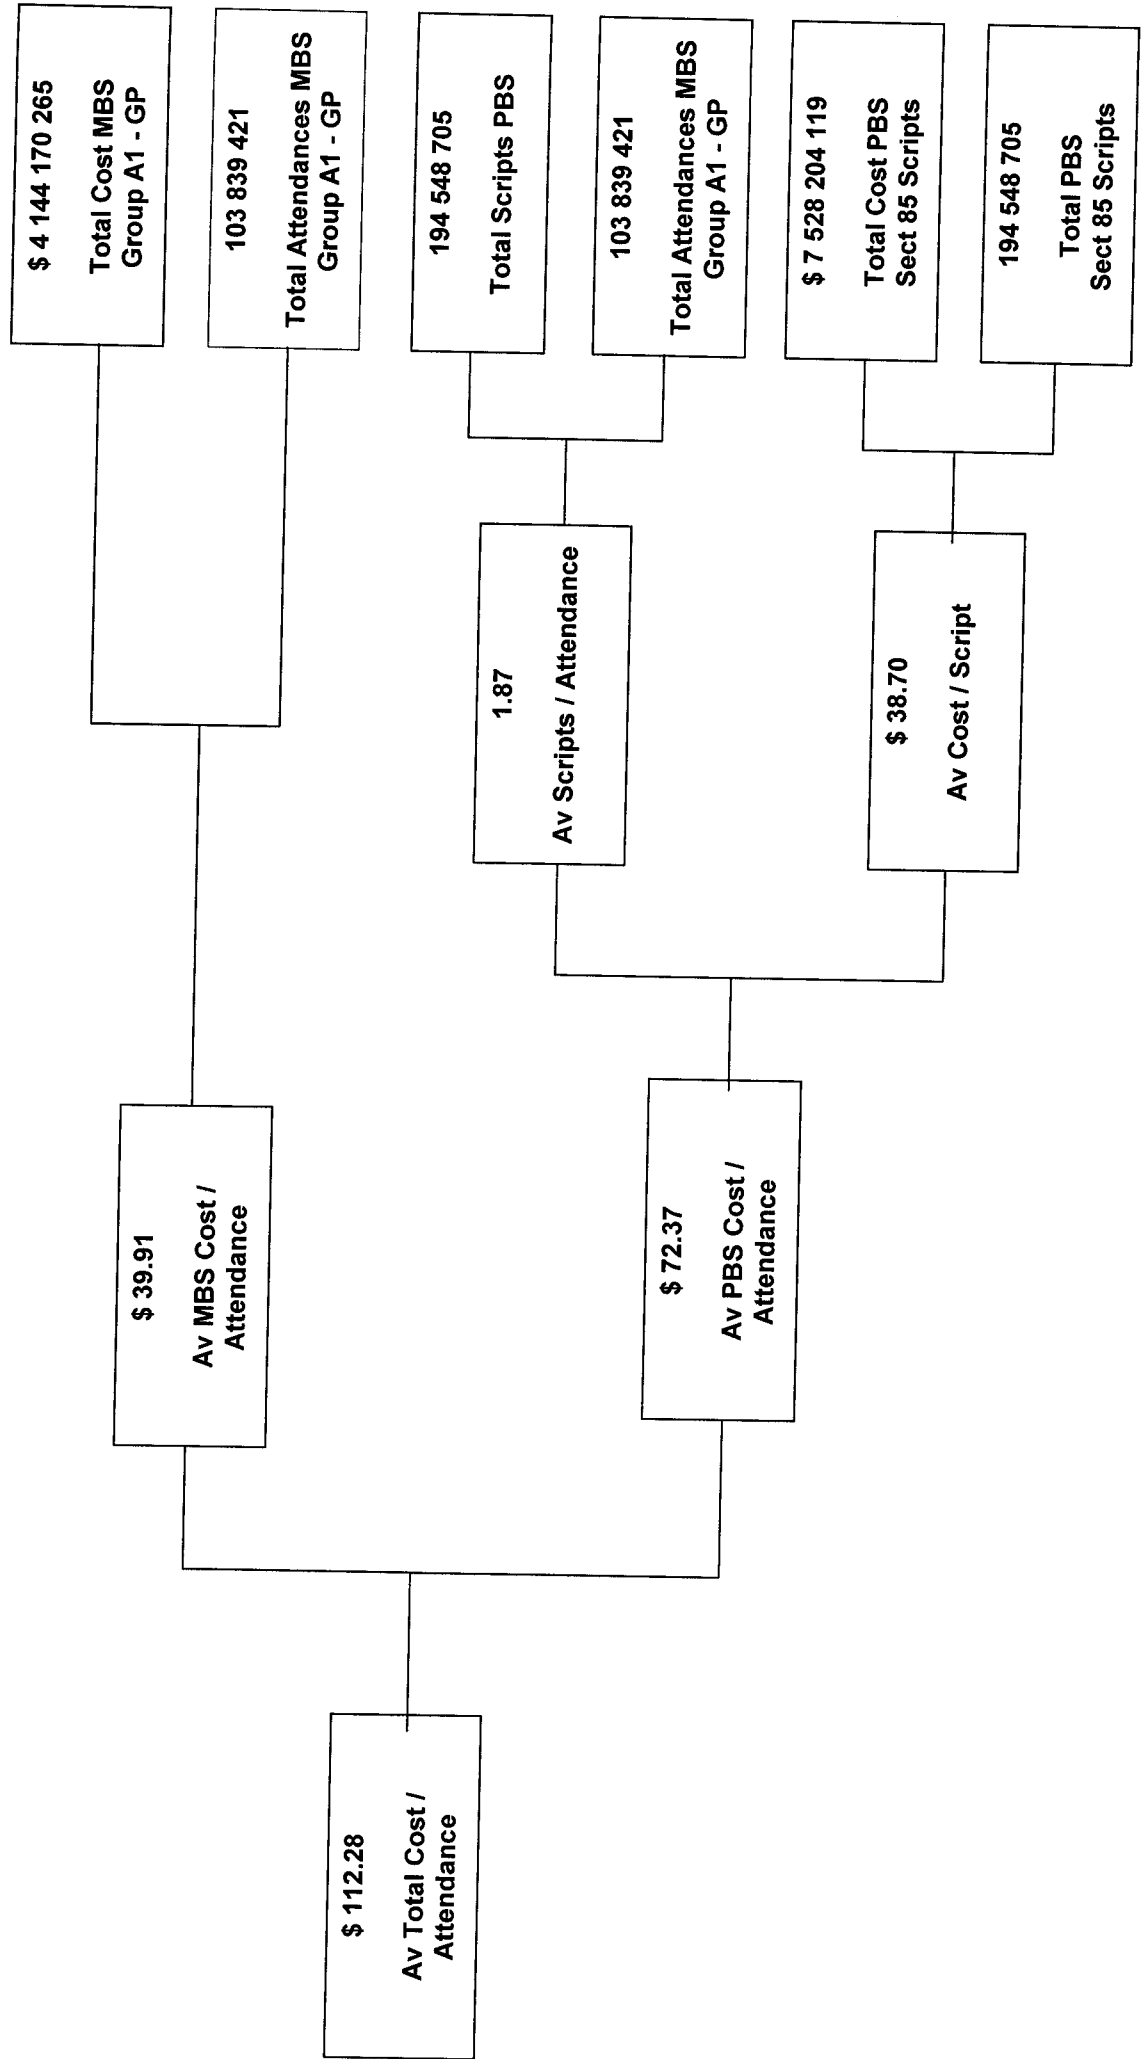 $ 112.28
Av Total Cost /
Attendance
$ 39.91
Av MBS Cost /
Attendance
$ 72.37
Av PBS Cost /
Attendance
1.87
Av Scripts / Attendance
$ 38.70
Av Cost / Script
$ 4 144 170 265
Total Cost MBS
Group A1 - GP
103 839 421
Total Attendances MBS
Group A1 - GP
194 548 705
Total Scripts PBS
103 839 421
Total Attendances MBS
Group A1 - GP
$ 7 528 204 119
Total Cost PBS
Sect 85 Scripts
194 548 705
Total PBS
Sect 85 Scripts